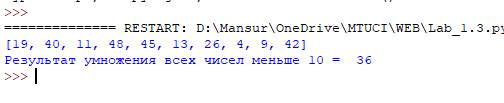 >>>
============== RESTART: D:\Mansur\OneDrive\MTUCI\WEB\Lab_1.3.py
[19, 40, 11, 48, 45, 13, 26, 4, 9, 42]
Результат умножения всех чисел меньше 10 =  36
>>>